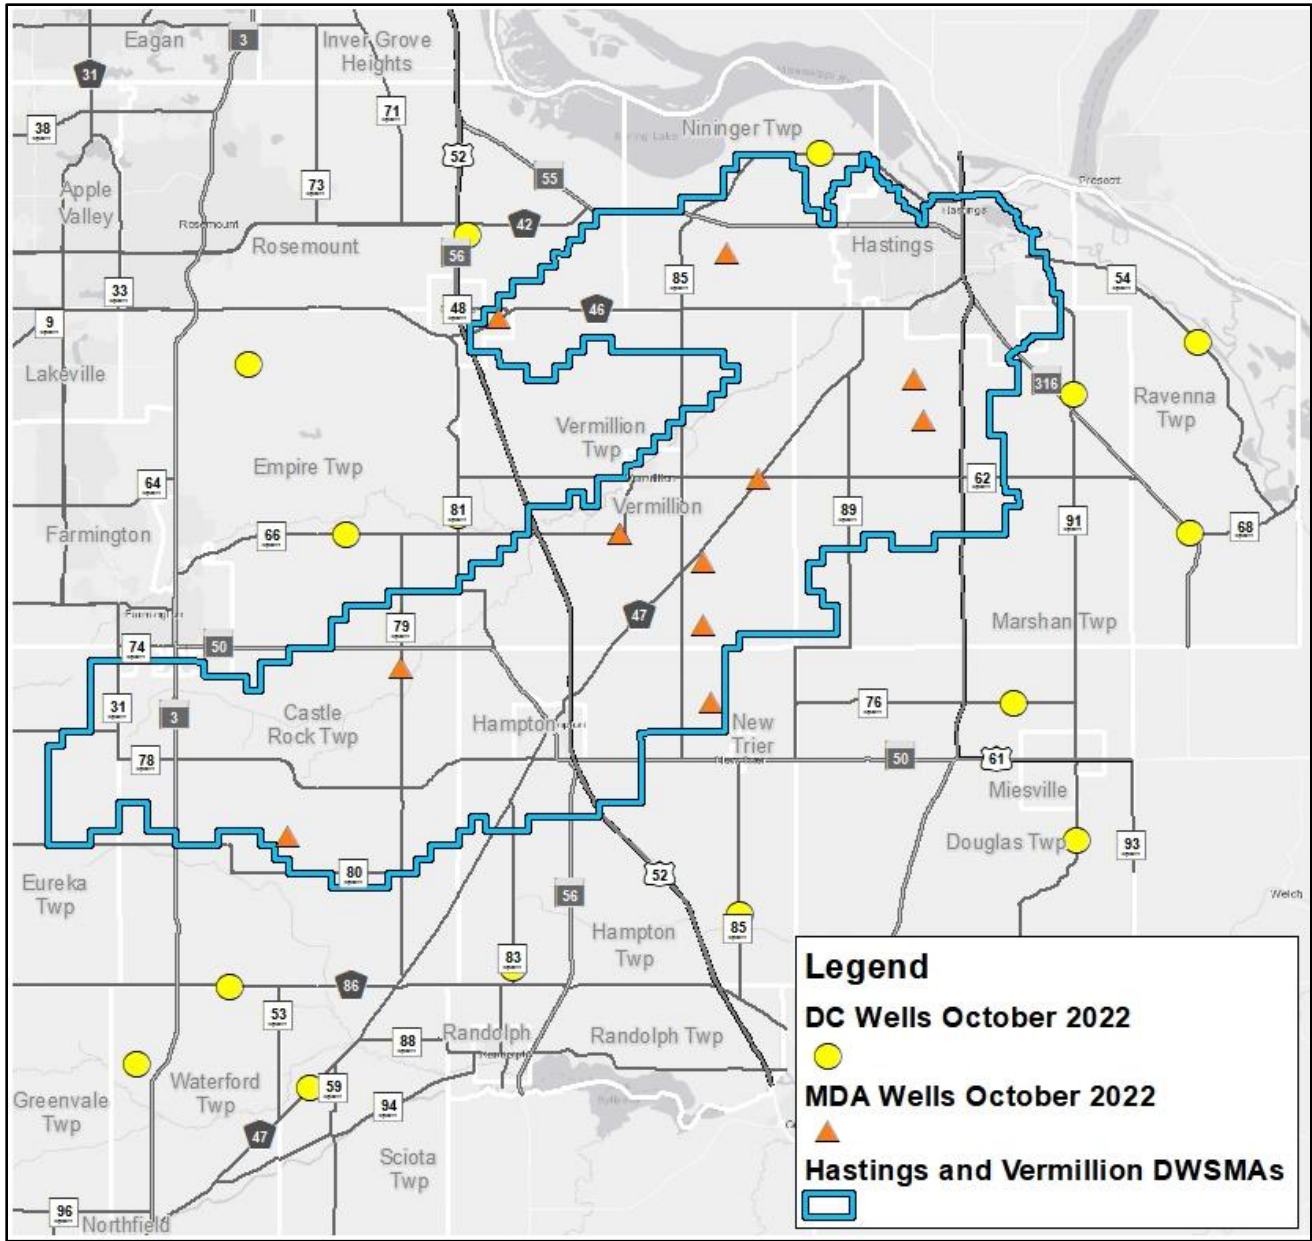 Eagan
3
Inver Grove
Heights
31
71
38
52
Nininger Twp
55
73
Apple
Valley
Prescott
Rosemount
42
Hastings
Rosemount
56
Hastings
85
54
33
48
46
9
Lakeville
316
Ravenna
Twp
Vermillion
Twp
Empire Twp
64
62
81
Vermillion
89
Farmington
66
91
68
47
79
Marshan Twp
74
50
31
3
Castle
Rock Twp
Hampton
76
New
Trier
78
50
61
Miesville
Douglas Twp
93
80
52
Eureka
Twp
56
Welch
85
Hampton
Twp
83
86
53
Randolph
Randolph Twp
88
Randolph
Waterford
Twp
59
Greenvale
Twp
94
47
Sciota
Twp
96
Northfield
Legend
DC Wells October 2022
MDA Wells October 2022
Hastings and Vermillion DWSMAs